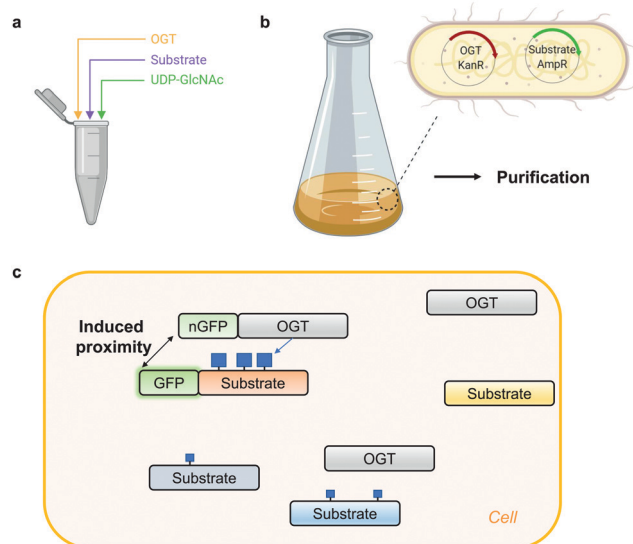 a
OGT
Substrate
UDP-GlcNAc
b
OGT
KanR
Substrate
AmpR
Purification
c
Induced
proximity
nGFP
OGT
GFP
Substrate
OGT
Substrate
Substrate
OGT
Substrate
Cell